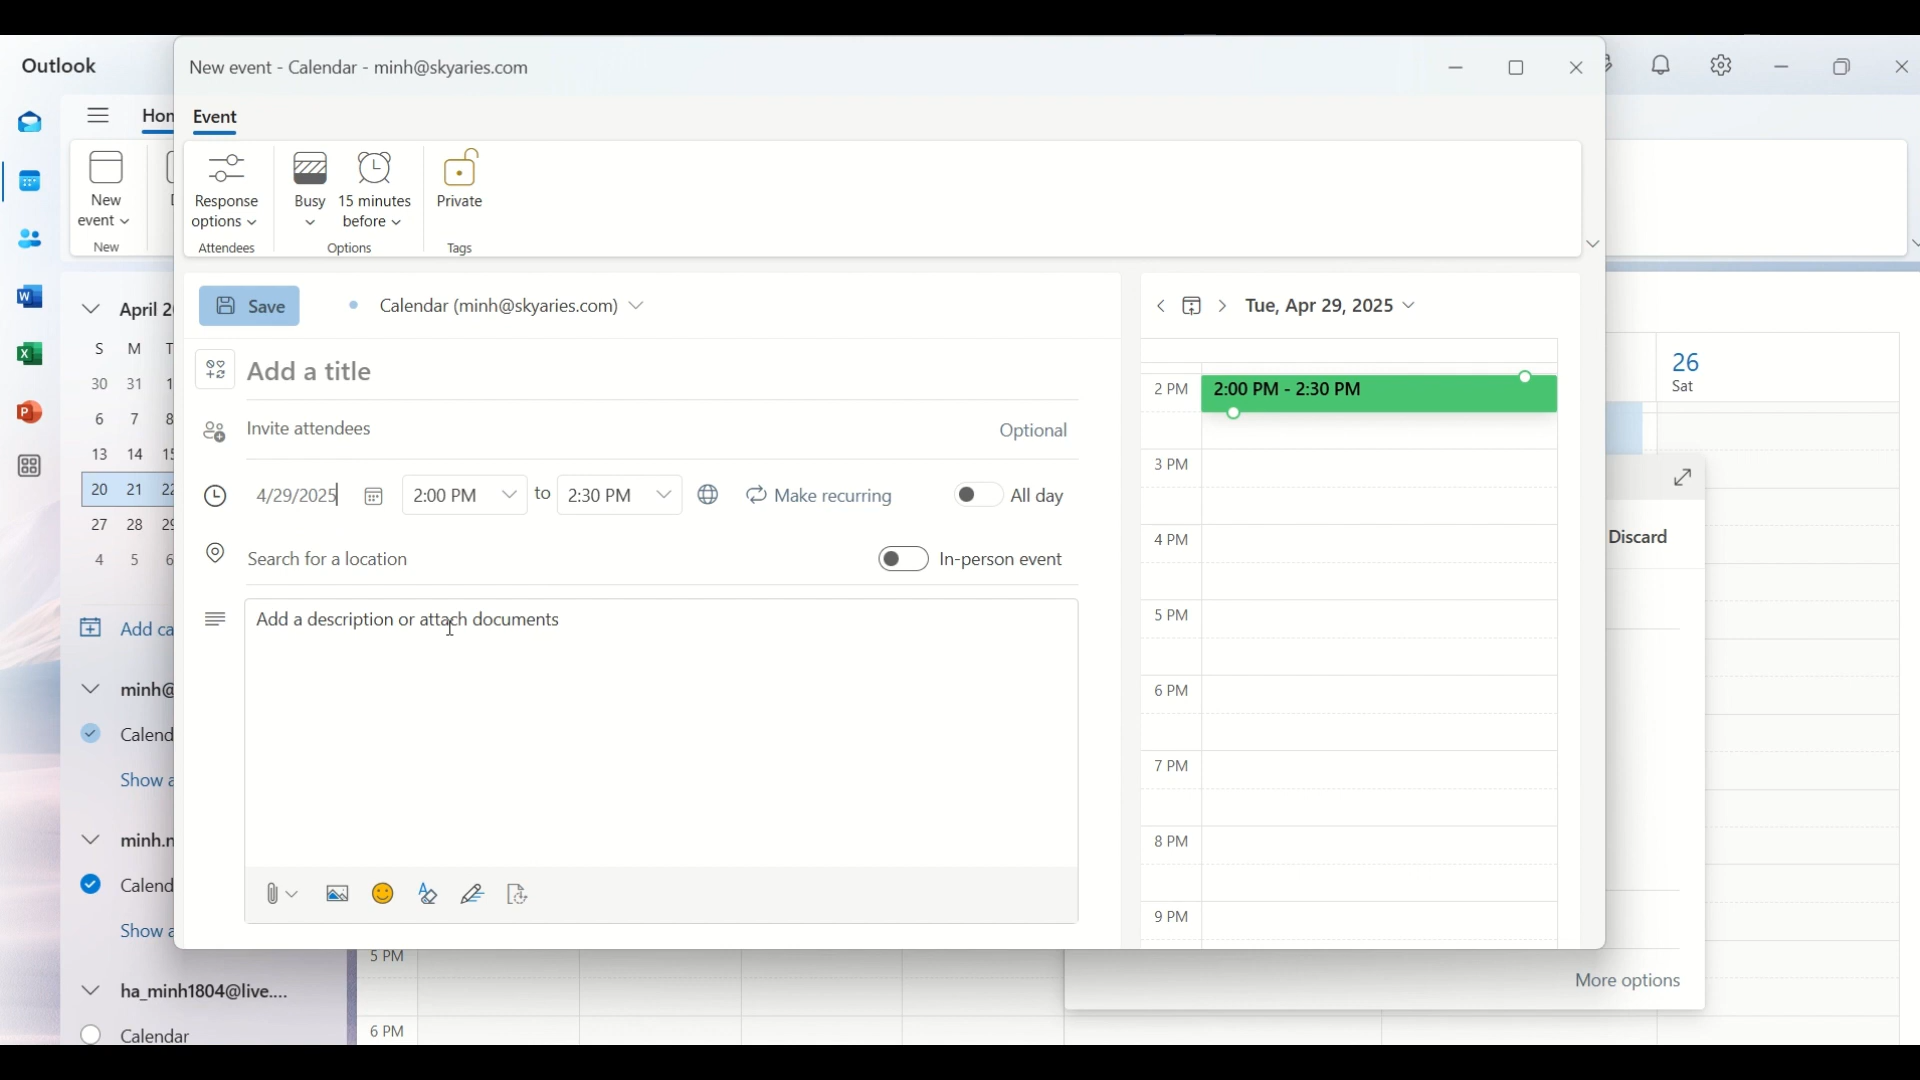 Outlook
New event - Calendar - minh@skyaries.com
Event
New
event
New
Response
options
Attendees
Busy
15 minutes
before
Options
Private
Tags
Save
Calendar (minh@skyaries.com)
Tue, Apr 29, 2025
April
S M T
30 31
6 7 8
13 14
20 21
27 28
4 5 6
Add a title
Invite attendees
Optional
4/29/2025
2:00 PM
to
2:30 PM
Make recurring
All day
Search for a location
In-person event
Add a description or attach documents
2 PM
2:00 PM - 2:30 PM
3 PM
4 PM
5 PM
6 PM
7 PM
8 PM
9 PM
26
Sat
Discard
More options
Add
minh@
Show
Show
ha_minh1804@live....
Calendar
5 PM
6 PM